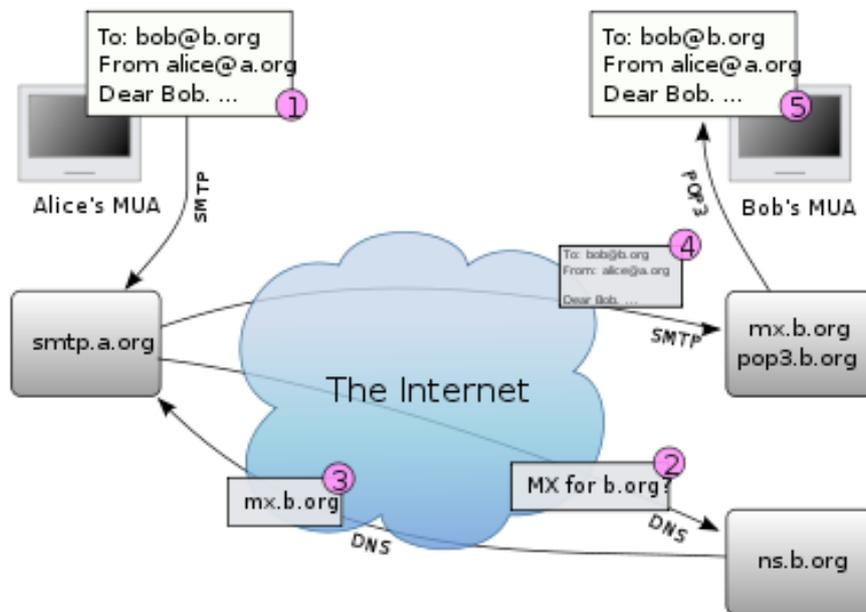 To: bob@b.org
From alice@a.org
Dear Bob. ...
1
Alice's MUA
SMTP
To: bob@b.org
From alice@a.org
Dear Bob. ...
5
Bob's MUA
POP3
To: bob@b.org
From: alice@a.org
Dear Bob. ...
4
SMTP
smtp.a.org
mx.b.org
pop3.b.org
The Internet
mx.b.org
3
DNS
MX for b.org?
2
DNS
ns.b.org